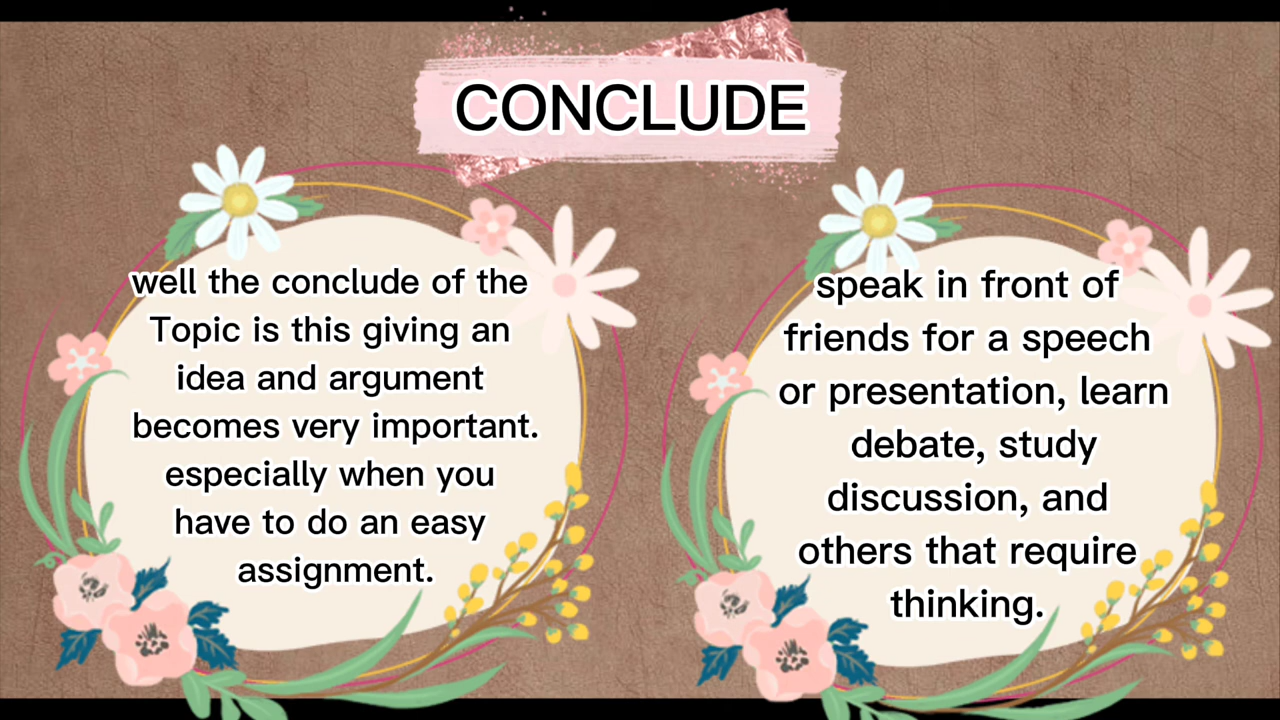 CONCLUDE
well the conclude of the
Topic is this giving an
idea and argument
becomes very important.
especially when you
have to do an easy
assignment.
speak in front of
friends for a speech
or presentation, learn
debate, study
discussion, and
others that require
thinking.